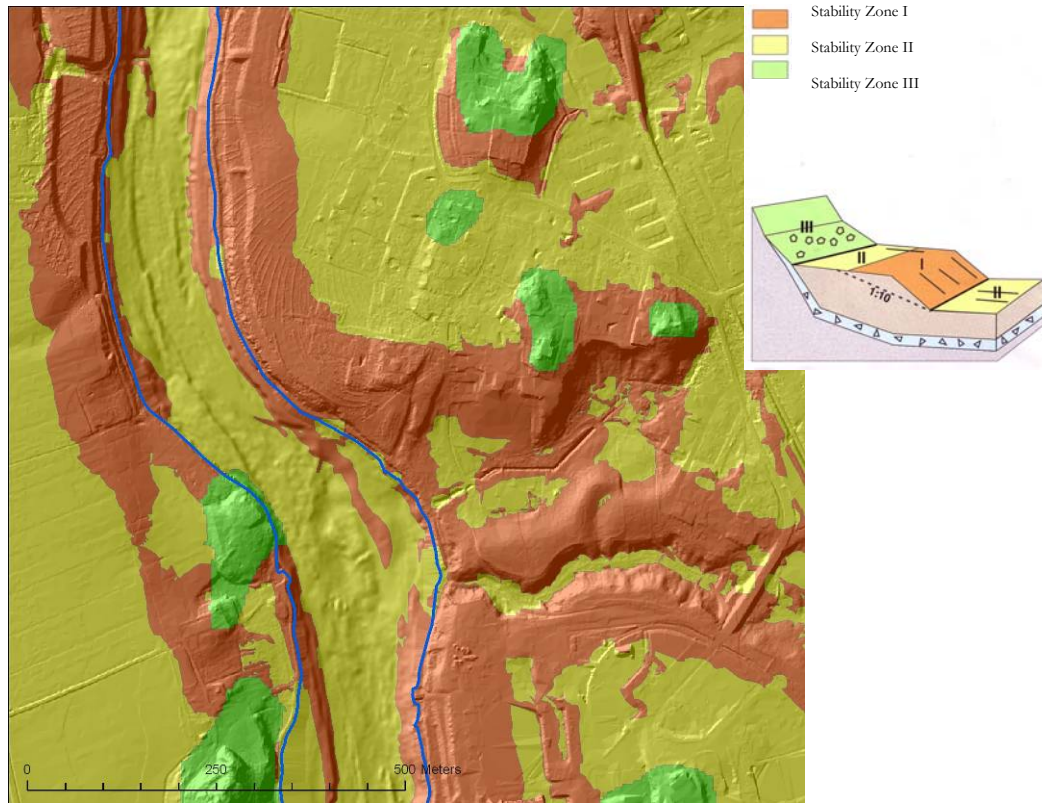 Stability Zone I
Stability Zone II
Stability Zone III
III
II
I
II
1:10
0
250
500 Meters